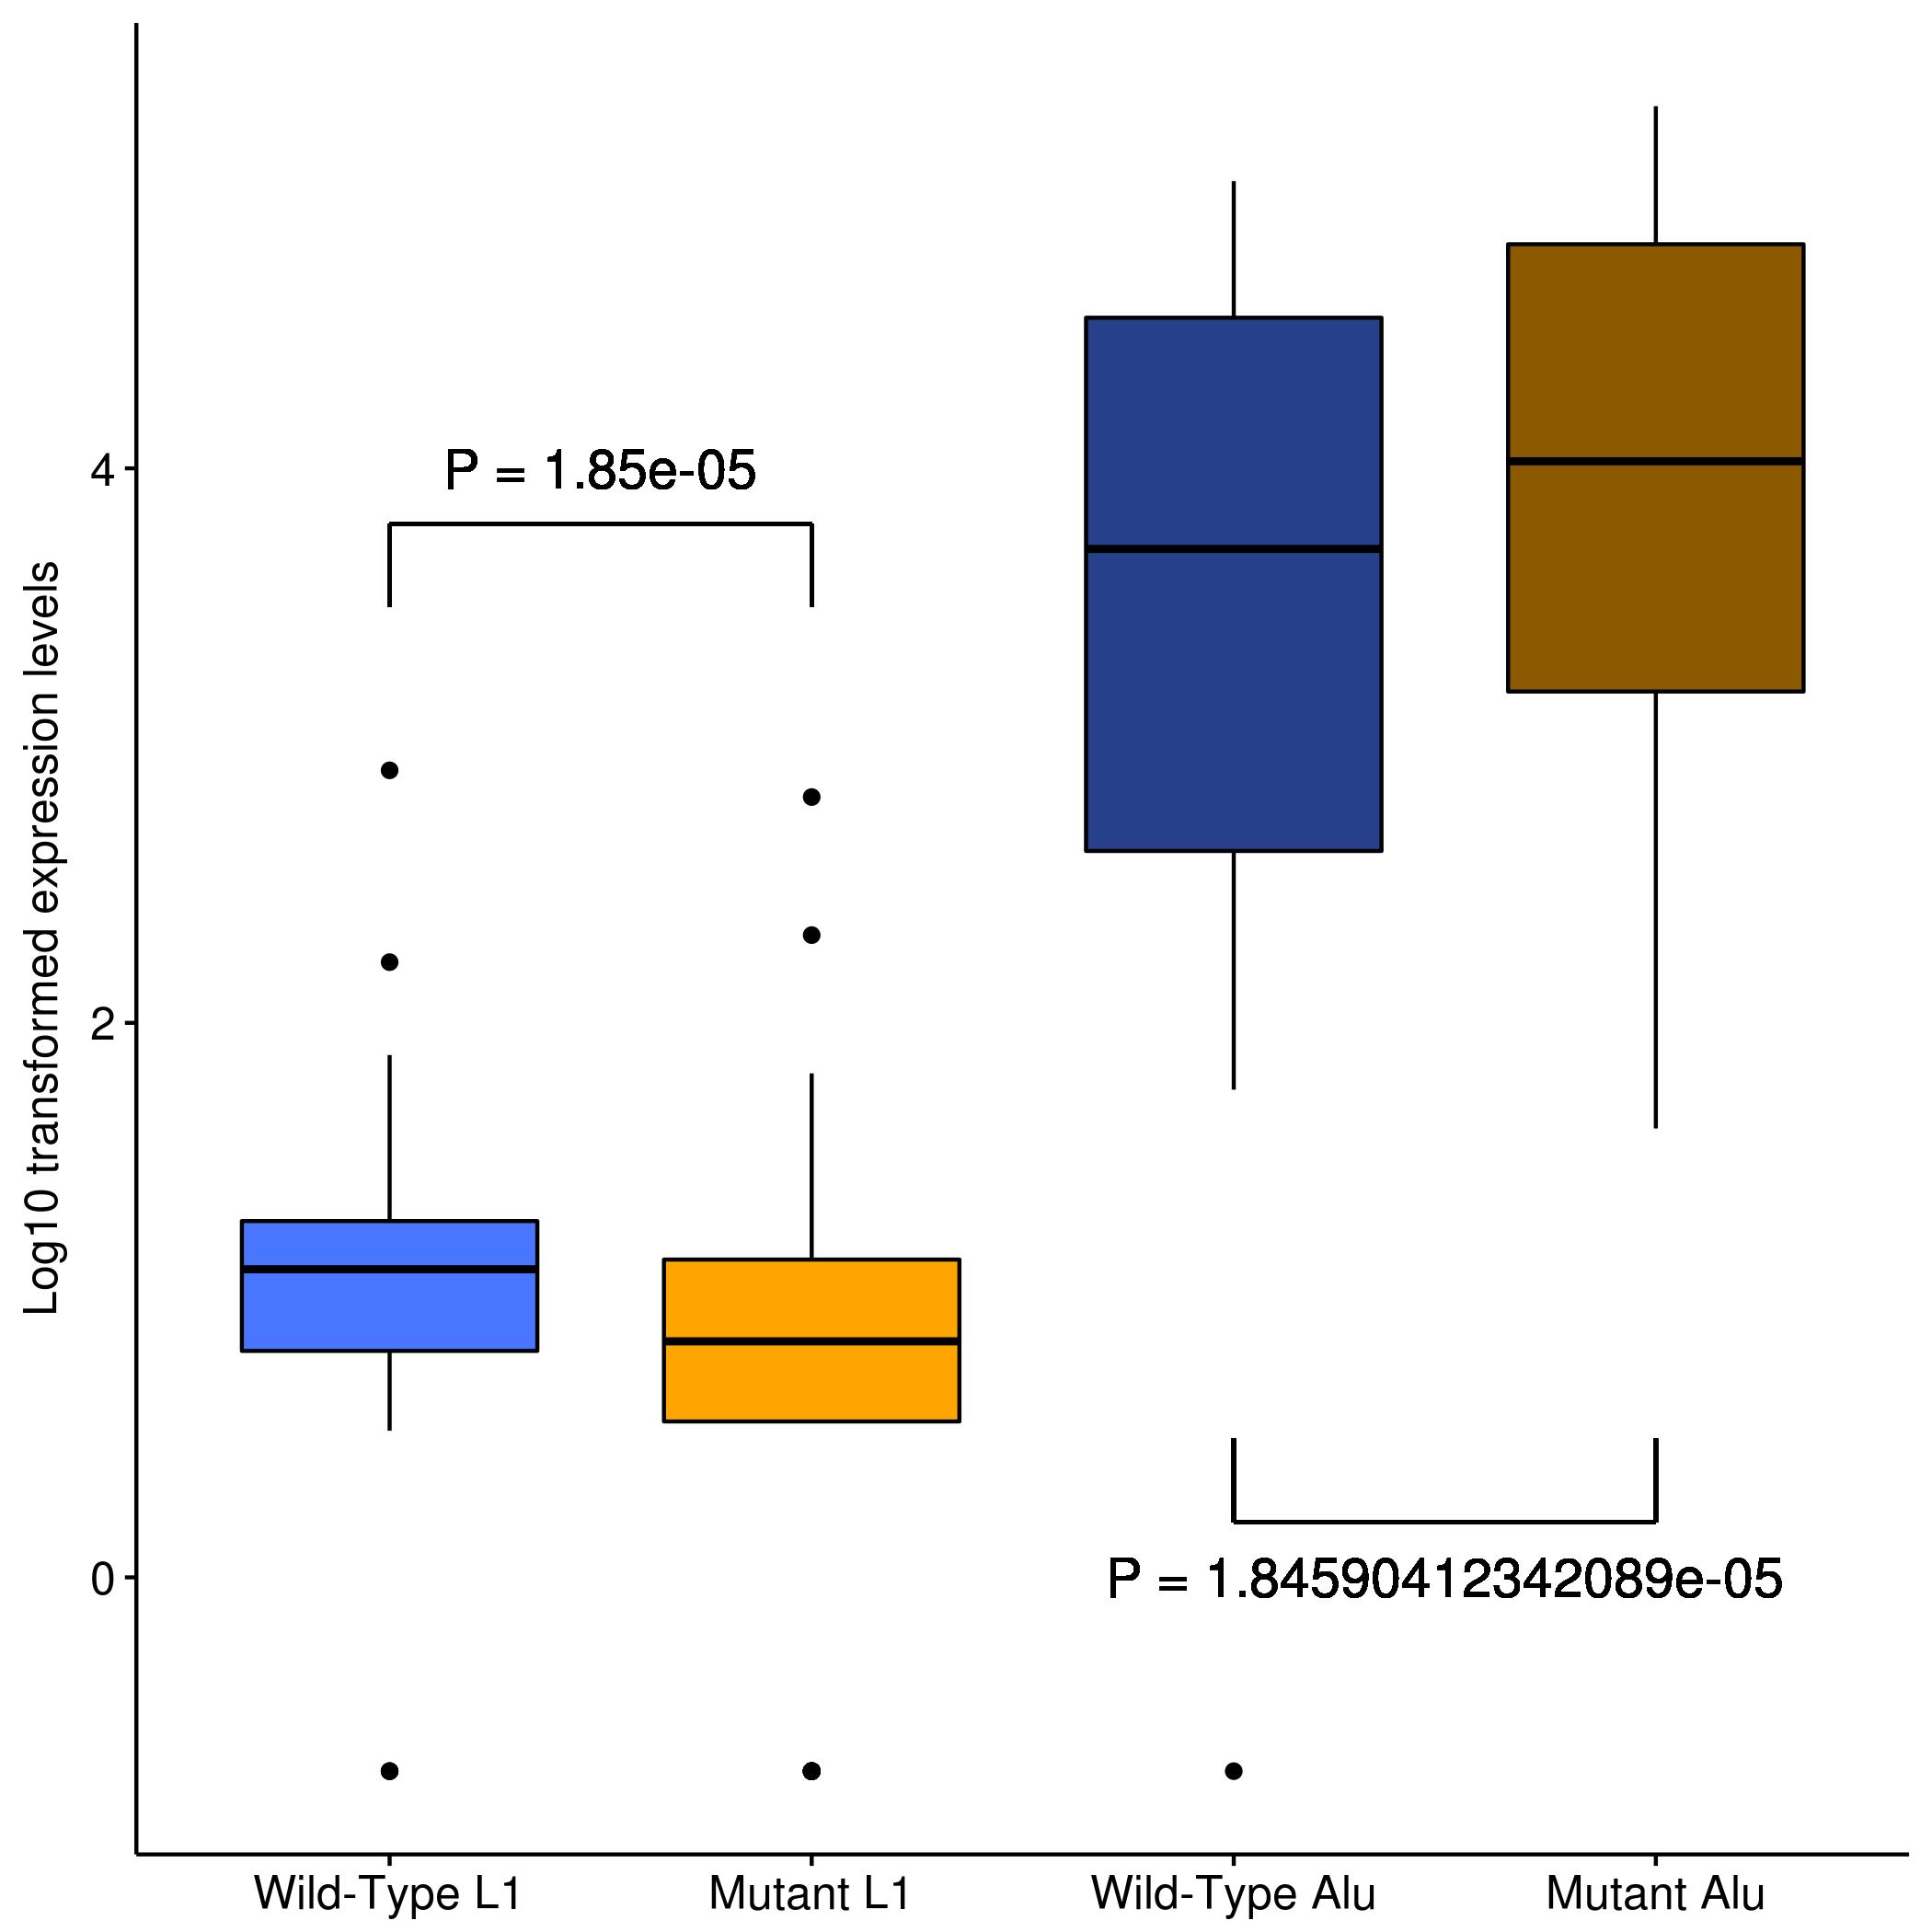 Log10 transformed expression levels
4
2
0
P = 1.85e-05
P = 1.84590412342089e-05
Wild-Type L1
Mutant L1
Wild-Type Alu
Mutant Alu